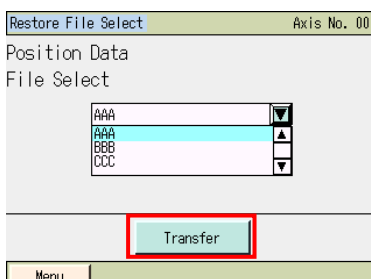 Restore File Select Axis No. 00
Position Data
File Select
AAA
AAA
BBB
CCC
Transfer
Menu